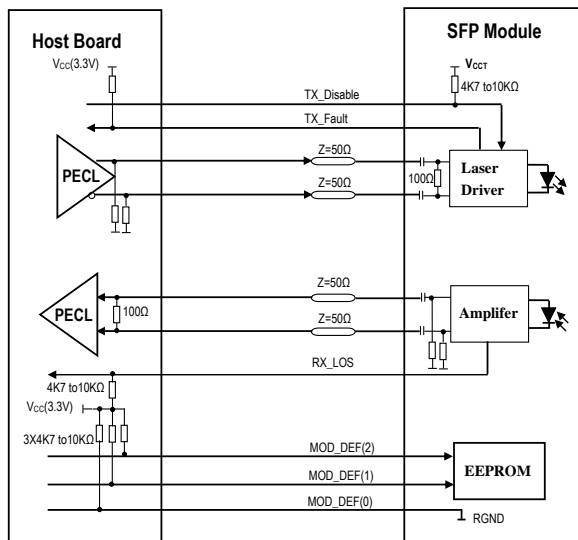 Host Board
SFP Module
Vcc(3.3V)
VCCT
4K7 to10KΩ
TX_Disable
TX_Fault
PECL
Z=50Ω
Z=50Ω
100Ω
Laser
Driver
PECL
100Ω
Z=50Ω
Z=50Ω
Amplifer
RX_LOS
4K7 to10KΩ
Vcc(3.3V)
3X4K7 to10KΩ
MOD_DEF(2)
MOD_DEF(1)
MOD_DEF(0)
EEPROM
RGND